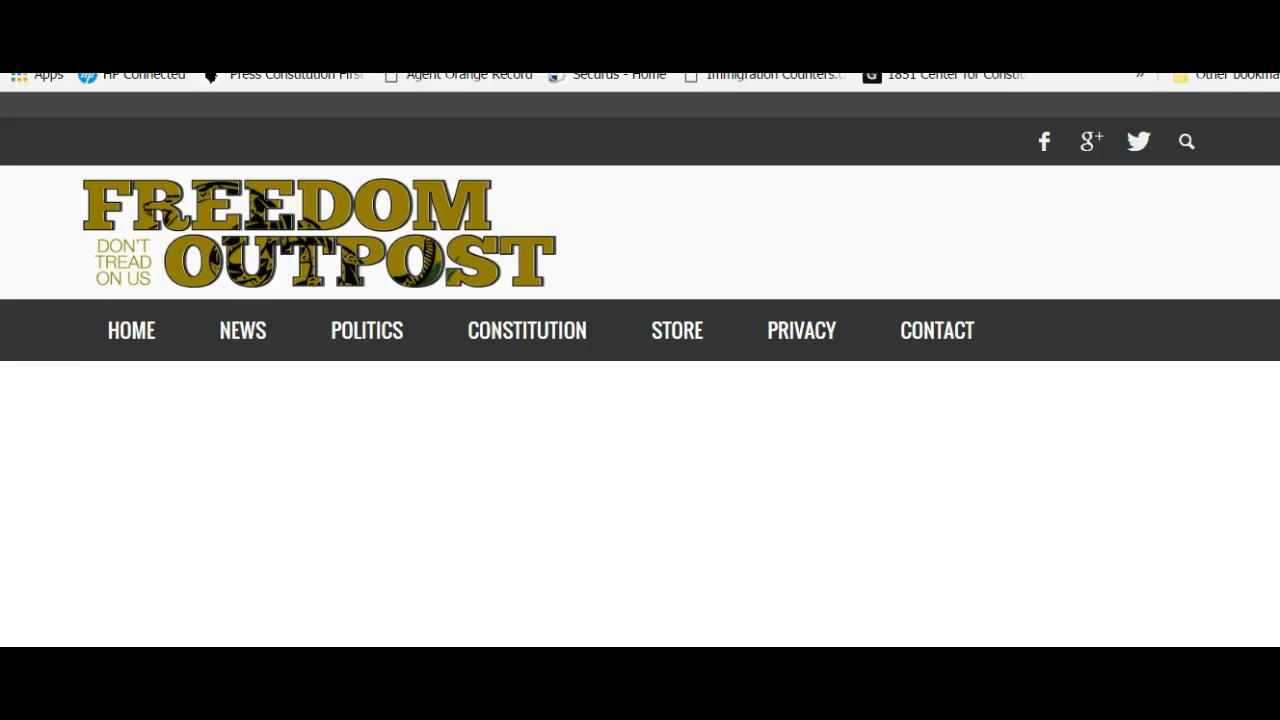 Apps HP Connected Press Constitution First Agent Orange Record Securus - Home Immigration Counters.c 1851 Center for Constit » Other bookma
f g+
FREEDOM
DON'T TREAD ON US
OUTPOST
HOME NEWS POLITICS CONSTITUTION STORE PRIVACY CONTACT